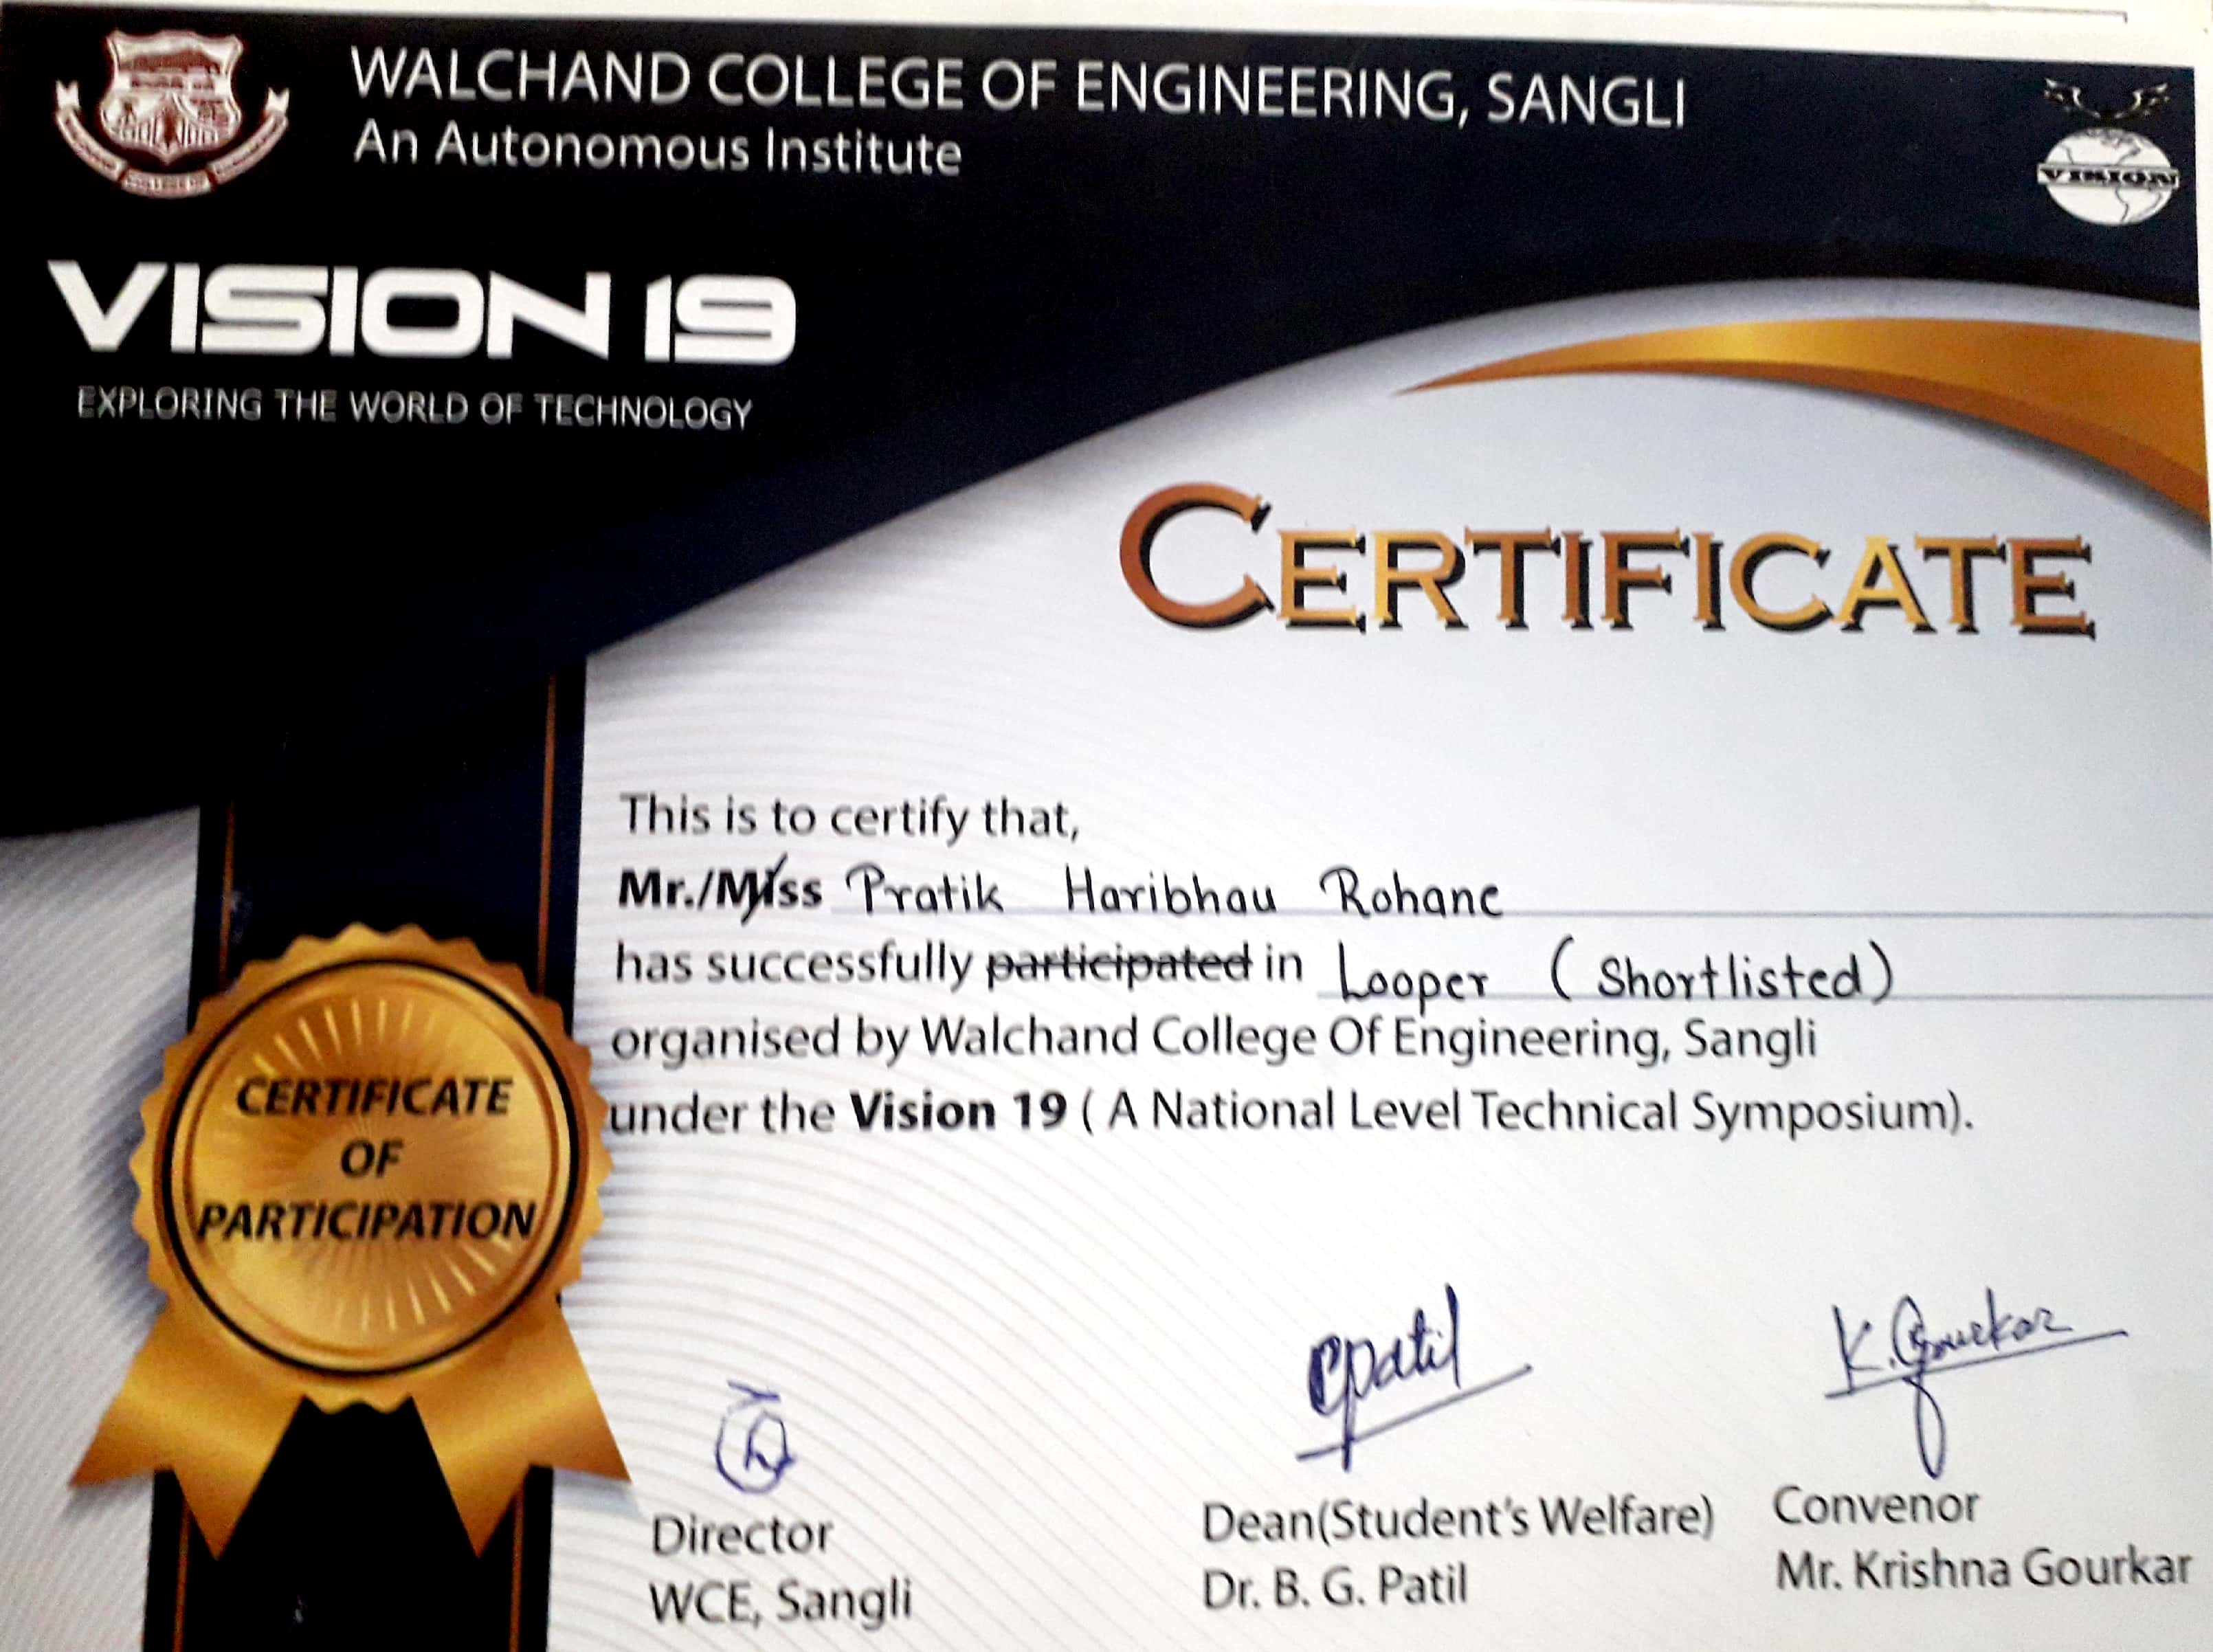 WALCHAND COLLEGE OF ENGINEERING, SANGLI
An Autonomous Institute
VISION
VISION 19
EXPLORING THE WORLD OF TECHNOLOGY
CERTIFICATE
This is to certify that,
Mr./Miss Pratik Haribhau Rohane
has successfully participated in Looper (Shortlisted)
organised by Walchand College Of Engineering, Sangli
under the Vision 19 ( A National Level Technical Symposium).
CERTIFICATE
OF
PARTICIPATION
Patil
K. Gourkar
Director
WCE, Sangli
Dean(Student's Welfare)
Dr. B. G. Patil
Convenor
Mr. Krishna Gourkar